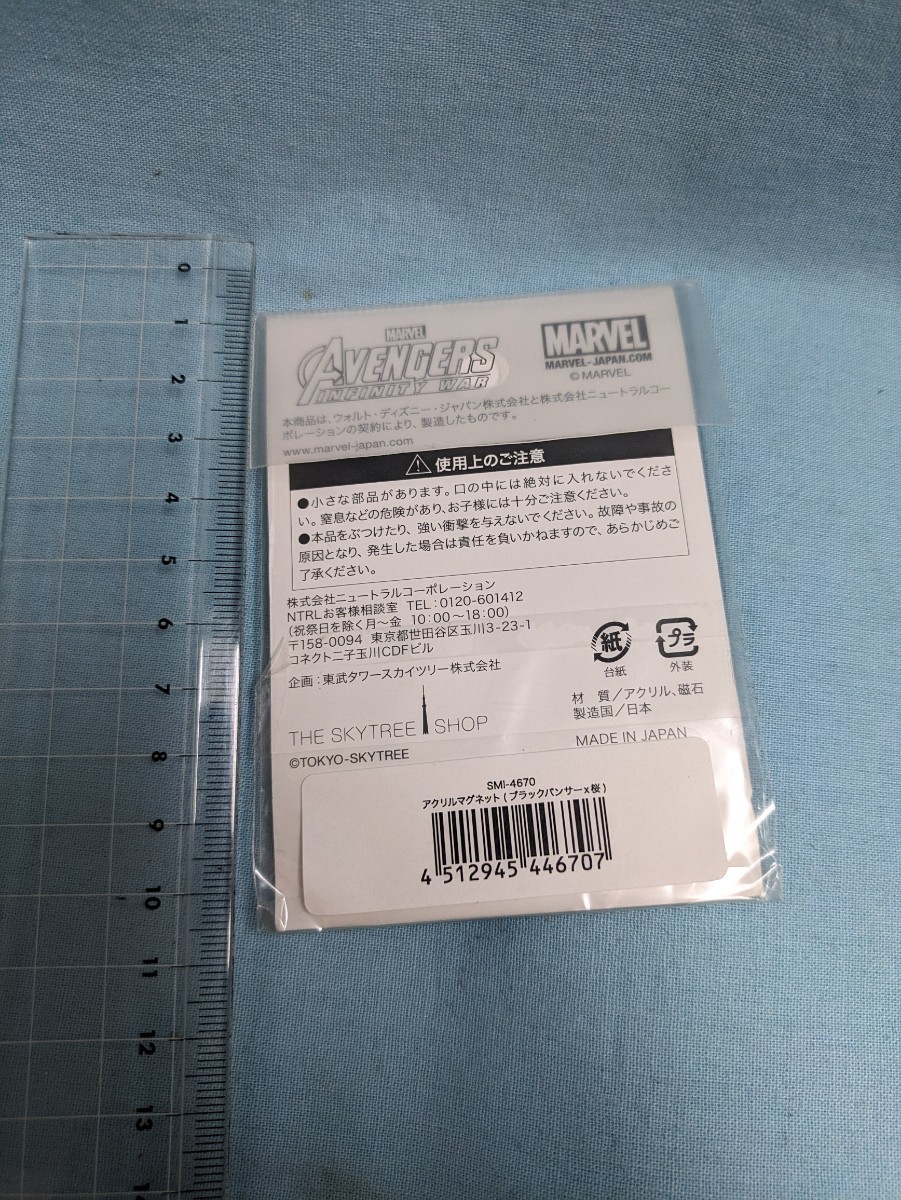 MARVEL
AVENGERS
INFINITY WAR
MARVEL
MARVEL-JAPAN.COM
© MARVEL
本商品は、ウォルト・ディズニー・ジャパン株式会社と株式会社ニュートラルコー
ポレーションの契約により、製造したものです。
www.marvel-japan.com
使用上のご注意
●小さな部品があります。口の中には絶対に入れないでくださ
い。窒息などの危険があり、お子様には十分ご注意ください。
●本品をぶつけたり、強い衝撃を与えないでください。故障や事故の
原因となり、発生した場合は責任を負いかねますので、あらかじめご
了承ください。
株式会社ニュートラルコーポレーション
NTRLお客様相談室 TEL:0120-601412
(祝祭日を除く月〜金 10:00〜18:00)
〒158-0094 東京都世田谷区玉川3-23-1
コネクト二子玉川CDFビル
企画:東武タワースカイツリー株式会社
紙
台紙
プラ
外装
材 質/アクリル、磁石
製造国/日本
THE SKYTREE SHOP
©TOKYO-SKYTREE
MADE IN JAPAN
SMI-4670
アクリルマグネット(ブラックパンサーx桜)
4 512945 446707
0
1
2
3
4
5
6
7
8
9
10
11
12
13